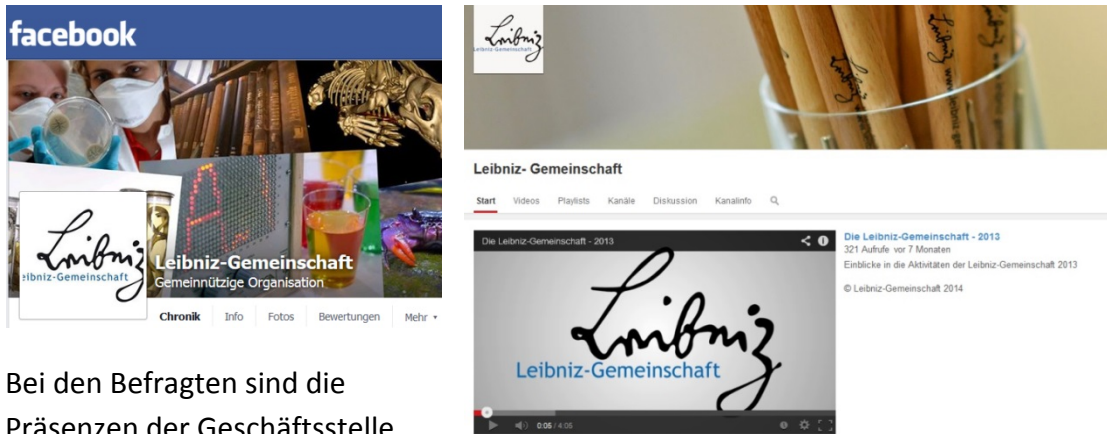 facebook
Leibniz
Leibniz-Gemeinschaft
Leibniz-Gemeinschaft
Gemeinnützige Organisation
Chronik Info Fotos Bewertungen Mehr
Bei den Befragten sind die
Präsenzen der Geschäftsstelle
Leibniz
Leibniz-Gemeinschaft
Leibniz- Gemeinschaft
Start Videos Playlists Kanäle Diskussion Kanalinfo
Die Leibniz-Gemeinschaft - 2013
Leibniz
Leibniz-Gemeinschaft
0:05 / 4:05
Die Leibniz-Gemeinschaft - 2013
321 Aufrufe vor 7 Monaten
Einblicke in die Aktivitäten der Leibniz-Gemeinschaft 2013
© Leibniz-Gemeinschaft 2014